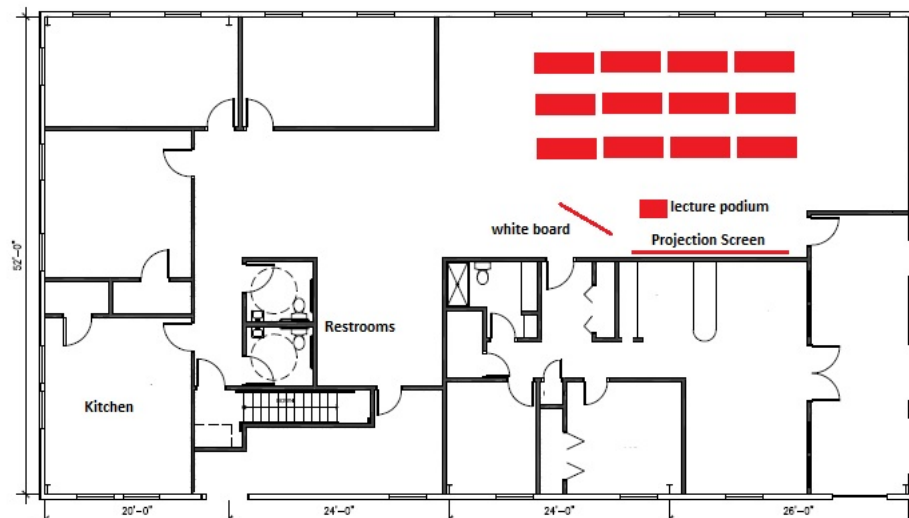 lecture podium
white board
Projection Screen
52'-0"
Restrooms
Kitchen
20'-0"
24'-0"
24'-0"
26'-0"